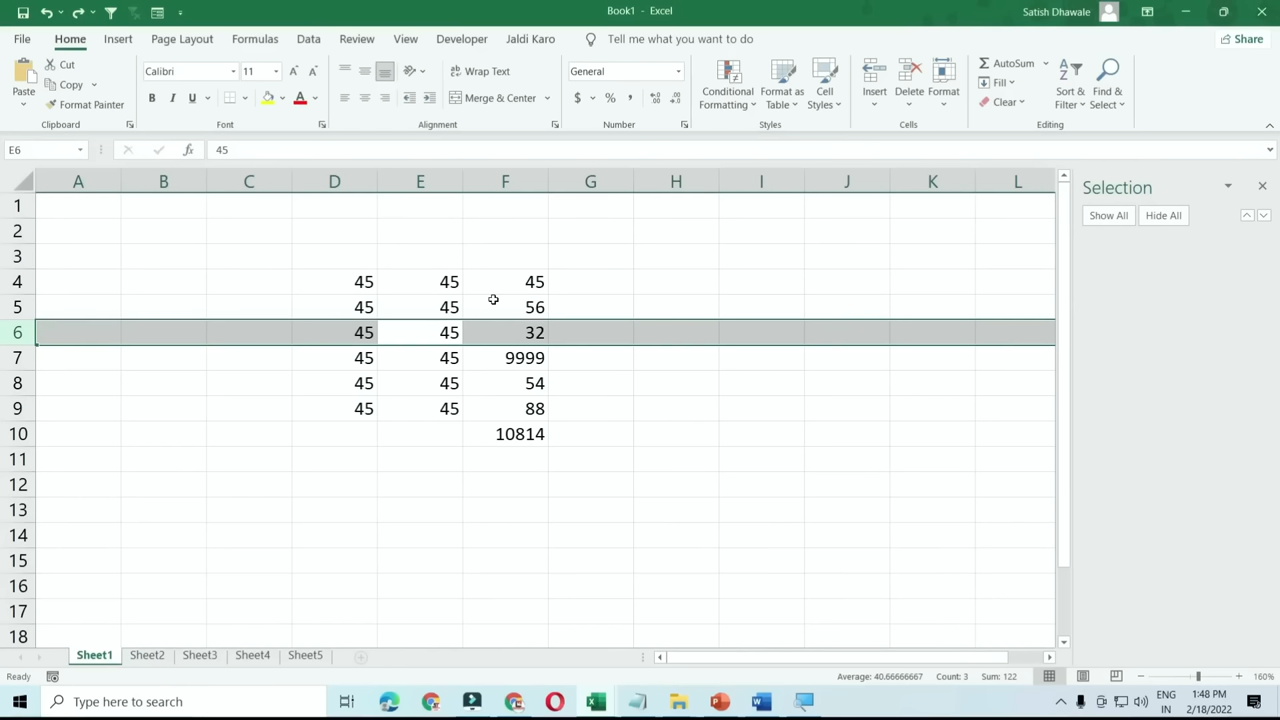 Book1 - Excel
Satish Dhawale
File Home Insert Page Layout Formulas Data Review View Developer Jaldi Karo Tell me what you want to do Share
Paste
Cut
Copy
Format Painter
Clipboard
Calibri 11
B I U
Font
Wrap Text
Merge & Center
Alignment
General
$ % ,
Number
Conditional Formatting
Format as Table
Cell Styles
Styles
Insert
Delete
Format
Cells
AutoSum
Fill
Clear
Sort & Filter
Find & Select
Editing
E6 fx 45
A B C D E F G H I J K L
1
2
3
4 45 45 45
5 45 45 56
6 45 45 32
7 45 45 9999
8 45 45 54
9 45 45 88
10 10814
11
12
13
14
15
16
17
18
Selection
Show All Hide All
Sheet1 Sheet2 Sheet3 Sheet4 Sheet5
Ready Average: 40.66666667 Count: 3 Sum: 122 160%
Type here to search
ENG
IN
1:48 PM
2/18/2022